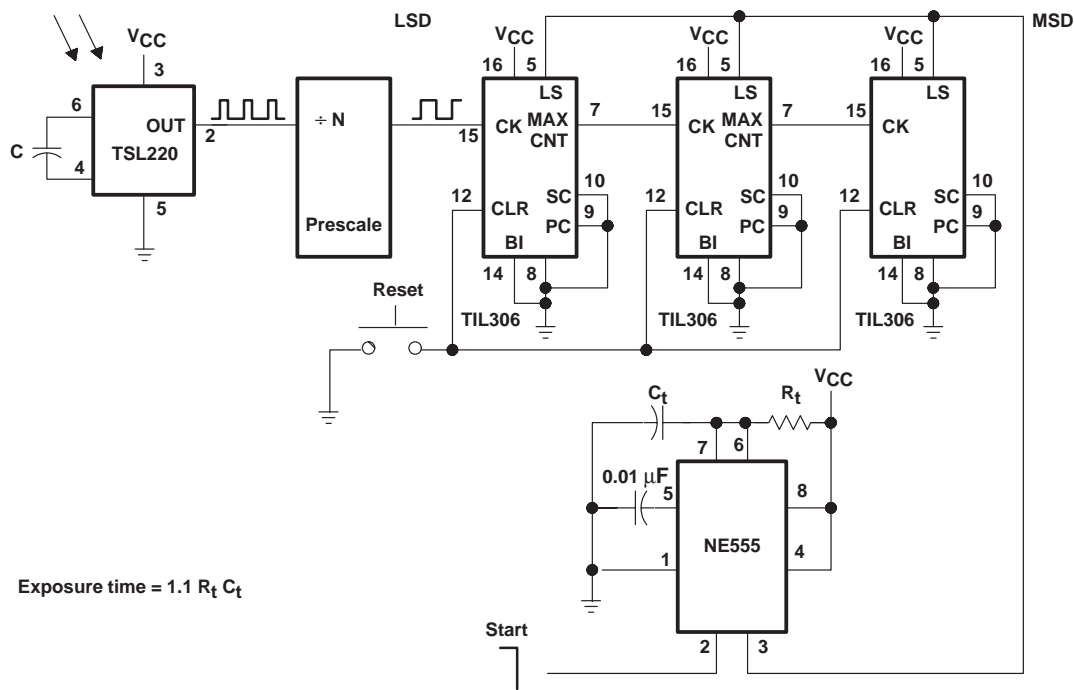 LSD
MSD
VCC
3
6
OUT
2
TSL220
C
4
5
÷ N
Prescale
VCC
16
5
LS
7
15
CK
MAX
CNT
12
CLR
SC
10
PC
9
BI
14
8
TIL306
VCC
16
5
LS
7
15
CK
MAX
CNT
12
CLR
SC
10
PC
9
BI
14
8
TIL306
VCC
16
5
LS
15
CK
12
CLR
SC
10
PC
9
BI
14
8
TIL306
Reset
VCC
Ct
Rt
7
6
0.01 µF
5
8
NE555
1
4
2
3
Exposure time = 1.1 Rt Ct
Start